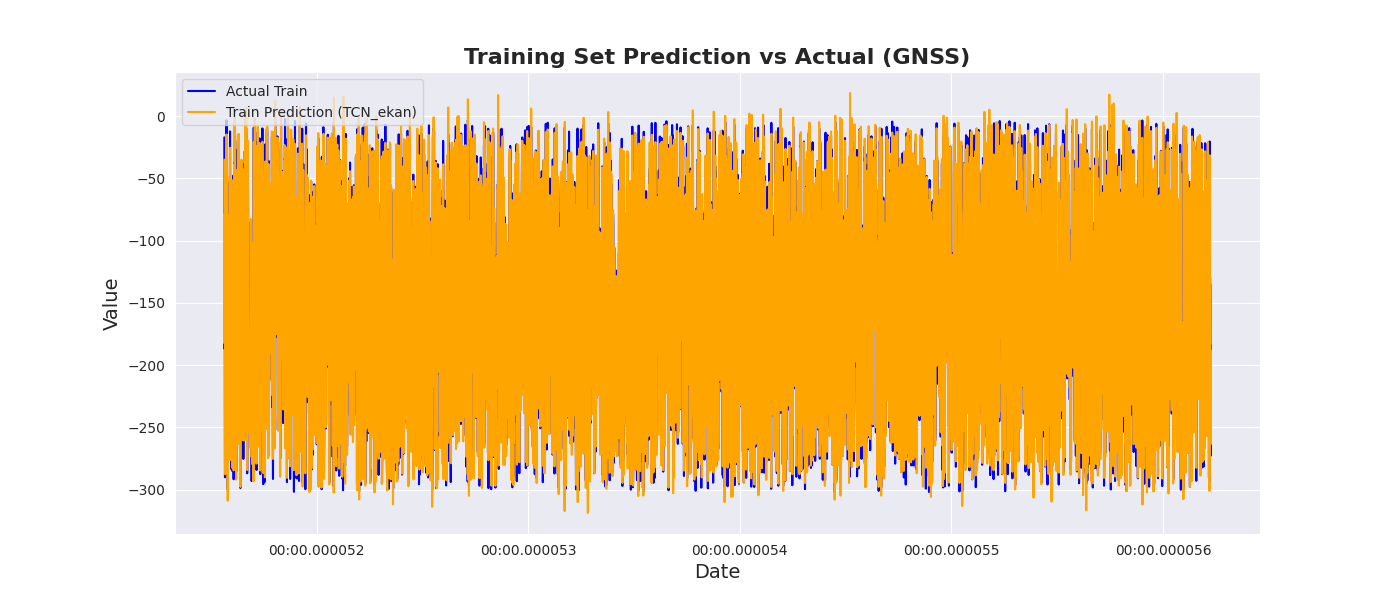 Training Set Prediction vs Actual (GNSS)
Actual Train
Train Prediction (TCN_ekan)
Value
0
−50
−100
−150
−200
−250
−300
00:00.000052
00:00.000053
00:00.000054
00:00.000055
00:00.000056
Date